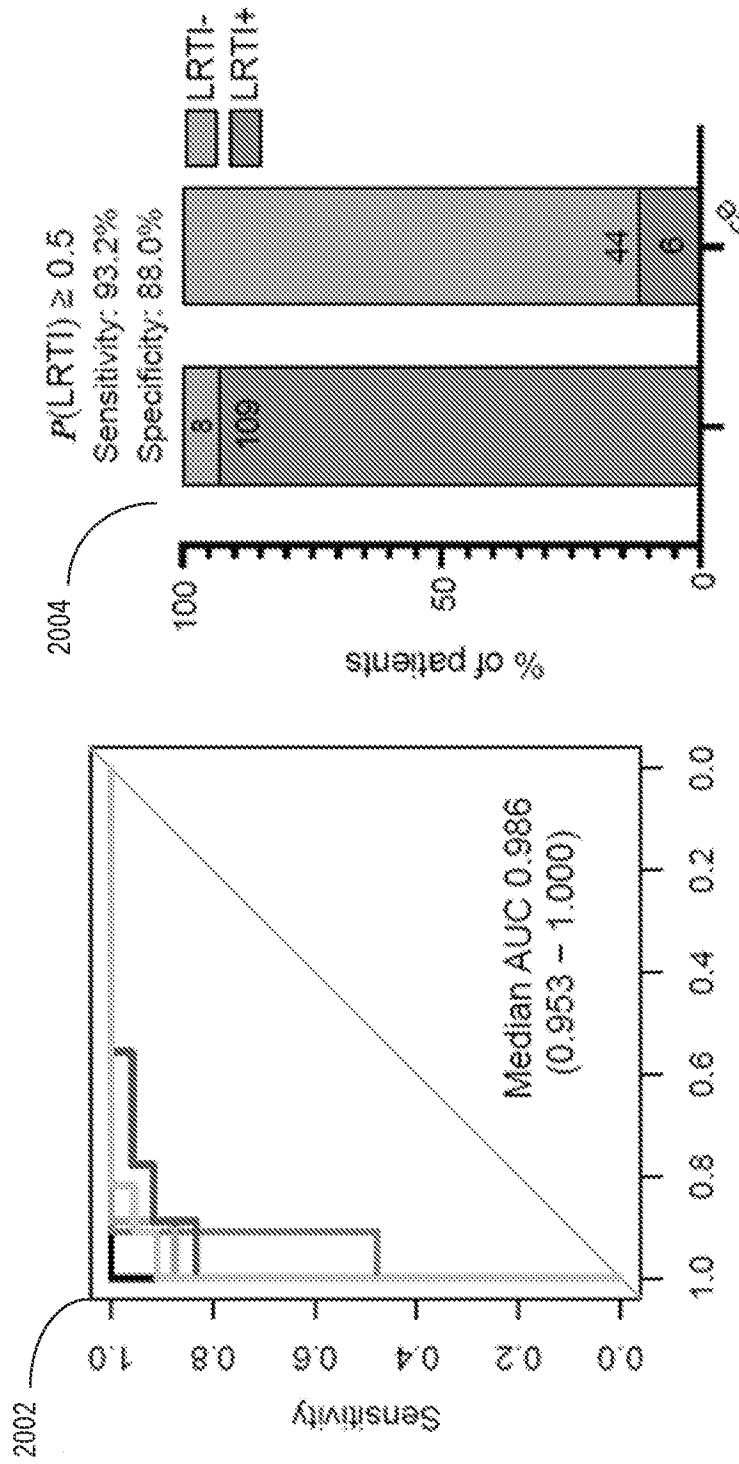 2002
Sensitivity
1.0
0.8
0.6
0.4
0.2
0.0
Median AUC 0.986
(0.953 – 1.000)
1.0
0.8
0.6
0.4
0.2
0.0
2004
P(LRTI) ≥ 0.5
Sensitivity: 93.2%
Specificity: 88.0%
LRTI-
LRTI+
% of patients
100
50
0
8
109
44
6